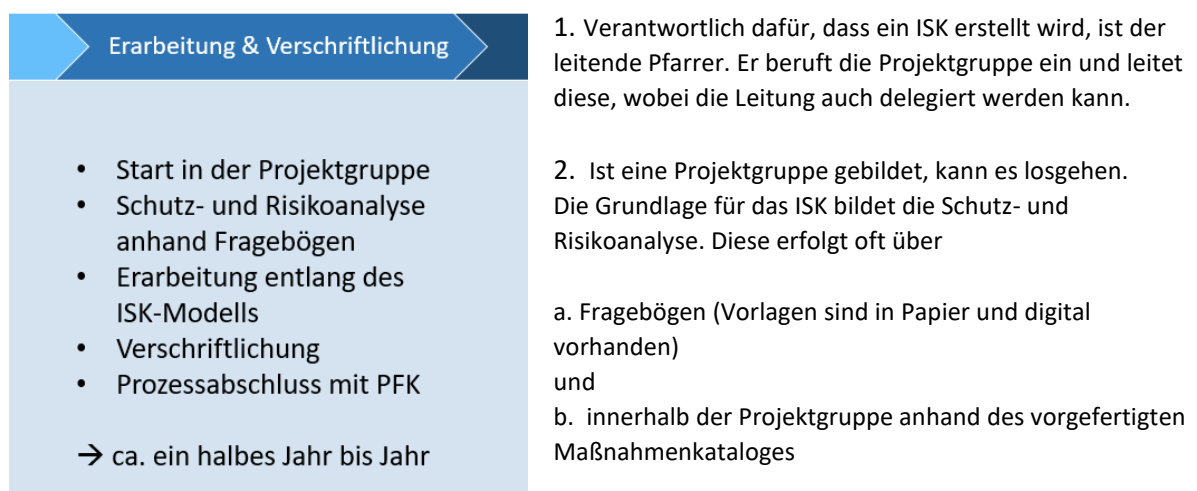 Erarbeitung & Verschriftlichung
• Start in der Projektgruppe
• Schutz- und Risikoanalyse
anhand Fragebögen
• Erarbeitung entlang des
ISK-Modells
• Verschriftlichung
• Prozessabschluss mit PFK
→ ca. ein halbes Jahr bis Jahr
1. Verantwortlich dafür, dass ein ISK erstellt wird, ist der
leitende Pfarrer. Er beruft die Projektgruppe ein und leitet
diese, wobei die Leitung auch delegiert werden kann.
2. Ist eine Projektgruppe gebildet, kann es losgehen.
Die Grundlage für das ISK bildet die Schutz- und
Risikoanalyse. Diese erfolgt oft über
a. Fragebögen (Vorlagen sind in Papier und digital
vorhanden)
und
b. innerhalb der Projektgruppe anhand des vorgefertigten
Maßnahmenkataloges